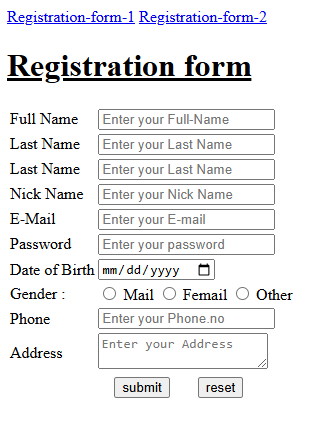 Registration-form-1 Registration-form-2
Registration form
Full Name Enter your Full-Name
Last Name Enter your Last Name
Last Name Enter your Last Name
Nick Name Enter your Nick Name
E-Mail Enter your E-mail
Password Enter your password
Date of Birth mm/dd/yyyy
Gender : Mail Femail Other
Phone Enter your Phone.no
Address Enter your Address
submit reset